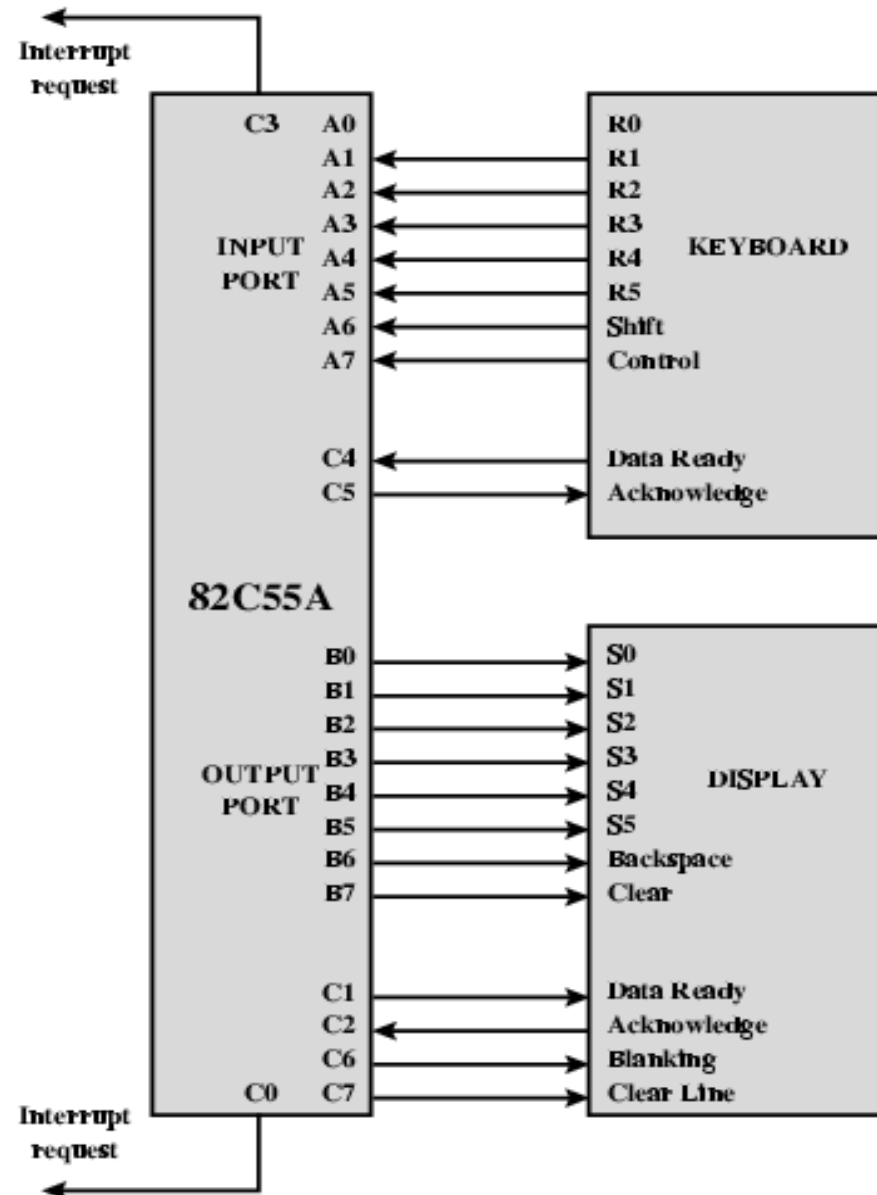 Interrupt
request
C3 A0 R0
A1 R1
A2 R2
A3 R3
INPUT
PORT
KEYBOARD
A4 R4
A5 R5
A6 Shift
A7 Control
C4 Data Ready
C5 Acknowledge
82C55A
B0 S0
B1 S1
B2 S2
B3 S3
OUTPUT
PORT
DISPLAY
B4 S4
B5 S5
B6 Backspace
B7 Clear
C1 Data Ready
C2 Acknowledge
C6 Blanking
C0 C7 Clear Line
Interrupt
request